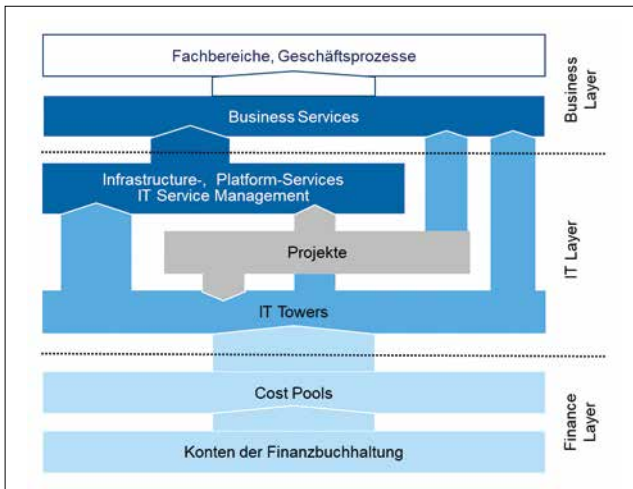 Fachbereiche, Geschäftsprozesse
Business Services
Business
Layer
Infrastructure-, Platform-Services
IT Service Management
Projekte
IT Towers
IT Layer
Cost Pools
Konten der Finanzbuchhaltung
Finance
Layer